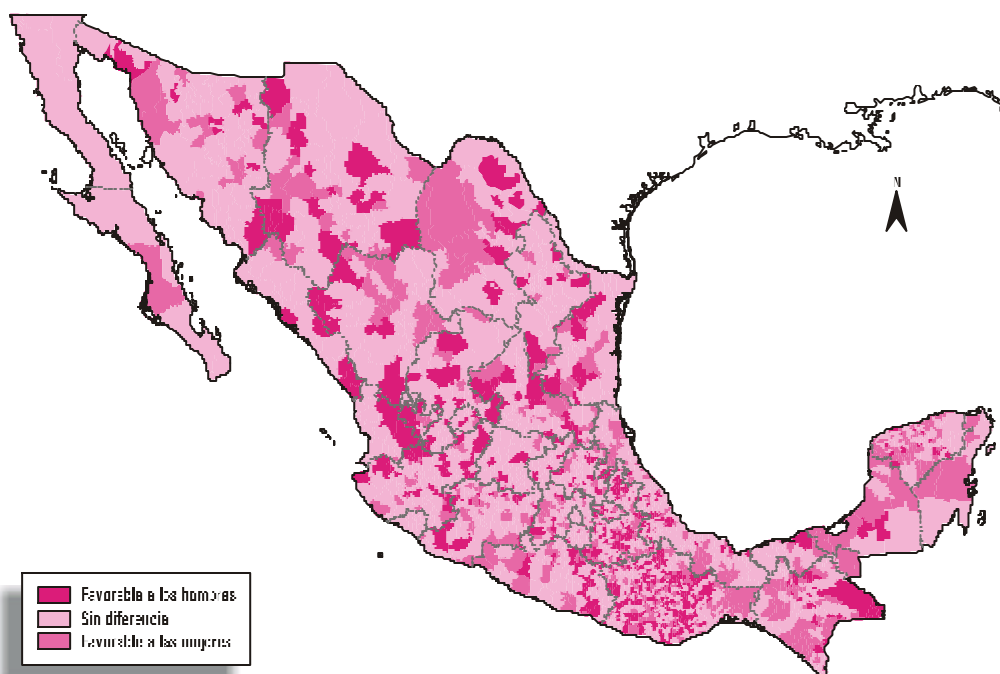 N
Favorable a los hombres
Sin diferencia
Favorable a las mujeres